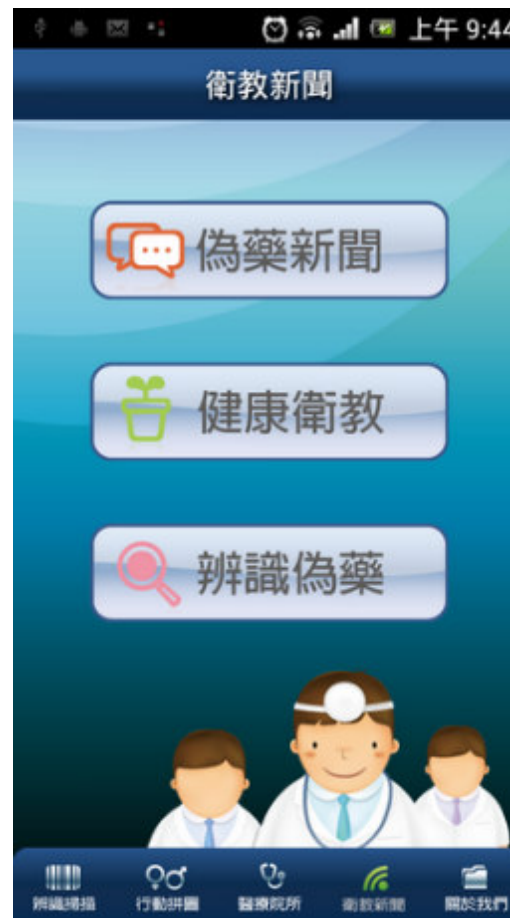 上午 9:44
衛教新聞
偽藥新聞
健康衛教
辨識偽藥
辨識掃描
行動拼圖
醫療院所
衛教新聞
關於我們